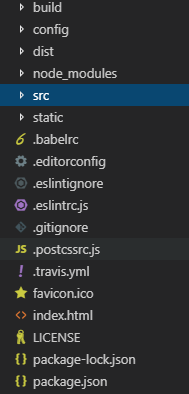 build
config
dist
node_modules
src
static
.babelrc
.editorconfig
.eslintignore
.eslintrc.js
.gitignore
JS .postcssrc.js
.travis.yml
favicon.ico
index.html
LICENSE
package-lock.json
package.json